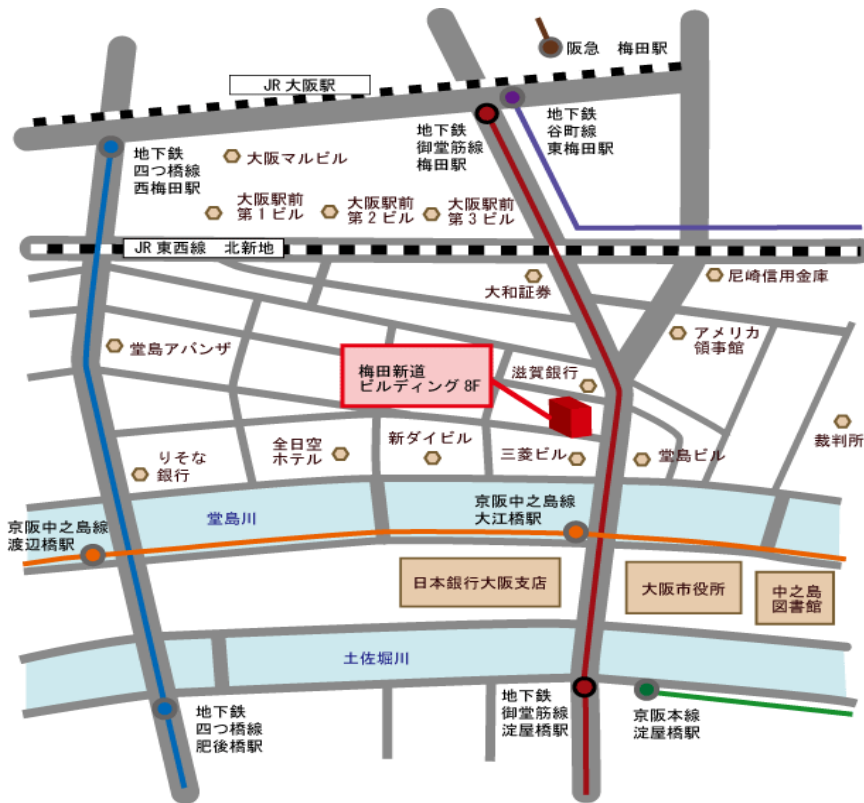 阪急　梅田駅
JR 大阪駅
地下鉄
四つ橋線
西梅田駅
大阪マルビル
地下鉄
御堂筋線
梅田駅
地下鉄
谷町線
東梅田駅
大阪駅前
第1ビル
大阪駅前
第2ビル
大阪駅前
第3ビル
JR 東西線　北新地
大和証券
尼崎信用金庫
堂島アバンザ
梅田新道
ビルディング 8F
滋賀銀行
アメリカ
領事館
りそな
銀行
全日空
ホテル
新ダイビル
三菱ビル
堂島ビル
裁判所
京阪中之島線
渡辺橋駅
堂島川
京阪中之島線
大江橋駅
日本銀行大阪支店
大阪市役所
中之島
図書館
土佐堀川
地下鉄
四つ橋線
肥後橋駅
地下鉄
御堂筋線
淀屋橋駅
京阪本線
淀屋橋駅